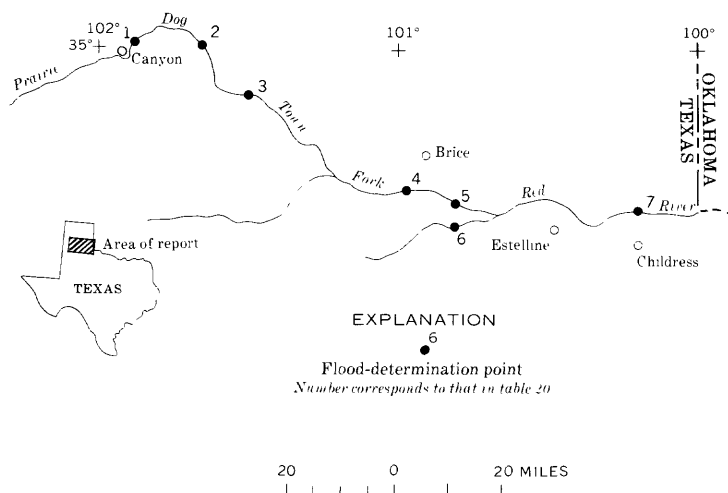 Prairie
Dog
Town
Fork
Red
River
102°
35°
101°
100°
1
2
3
4
5
6
7
Canyon
Brice
Estelline
Childress
OKLAHOMA
TEXAS
Area of report
TEXAS
EXPLANATION
6
Flood-determination point
Number corresponds to that in table 20
20 0 20 MILES